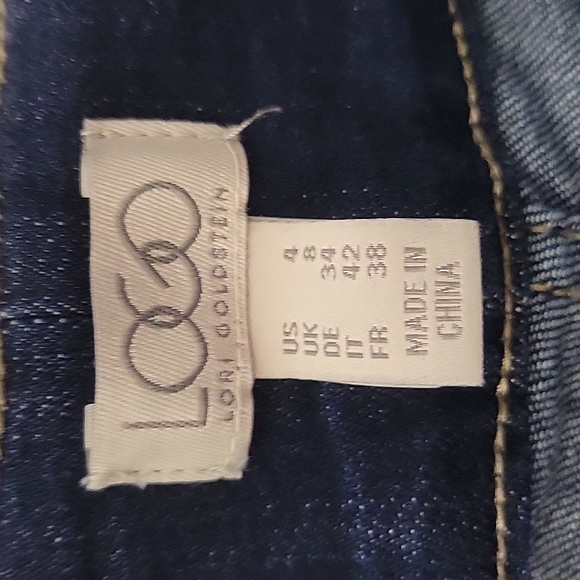 LOGO
LORI GOLDSTEIN
US 4
UK 8
DE 34
IT 42
FR 38
MADE IN
CHINA